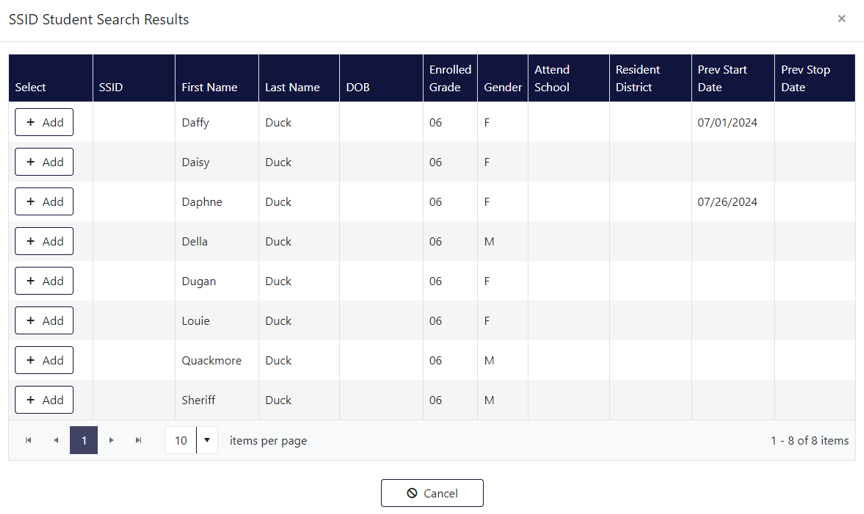 SSID Student Search Results ×
Select SSID First Name Last Name DOB Enrolled Grade Gender Attend School Resident District Prev Start Date Prev Stop Date
+ Add Daffy Duck 06 F 07/01/2024
+ Add Daisy Duck 06 F
+ Add Daphne Duck 06 F 07/26/2024
+ Add Della Duck 06 M
+ Add Dugan Duck 06 F
+ Add Louie Duck 06 F
+ Add Quackmore Duck 06 M
+ Add Sheriff Duck 06 M
1 10 items per page 1 - 8 of 8 items
Cancel